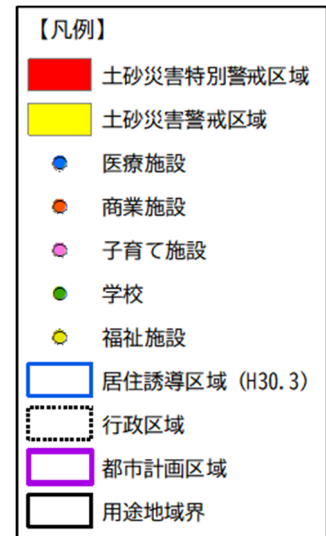 【凡例】
土砂災害特別警戒区域
土砂災害警戒区域
医療施設
商業施設
子育て施設
学校
福祉施設
居住誘導区域（H30.3）
行政区域
都市計画区域
用途地域界